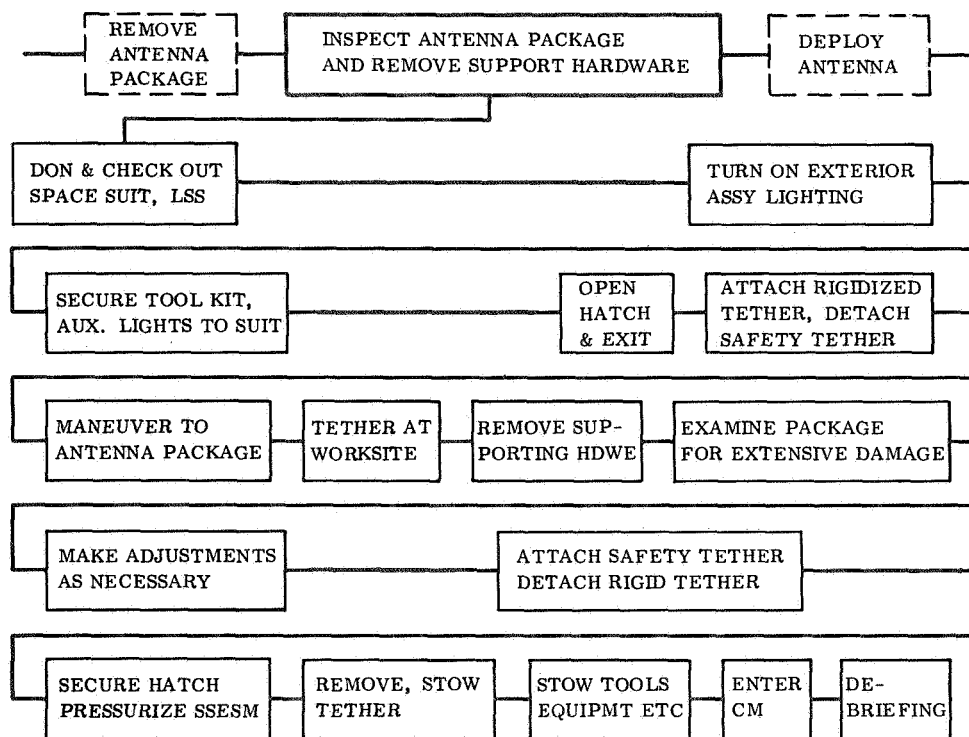 REMOVE
ANTENNA
PACKAGE
INSPECT ANTENNA PACKAGE
AND REMOVE SUPPORT HARDWARE
DEPLOY
ANTENNA
DON & CHECK OUT
SPACE SUIT, LSS
TURN ON EXTERIOR
ASSY LIGHTING
SECURE TOOL KIT,
AUX. LIGHTS TO SUIT
OPEN
HATCH
& EXIT
ATTACH RIGIDIZED
TETHER, DETACH
SAFETY TETHER
MANEUVER TO
ANTENNA PACKAGE
TETHER AT
WORKSITE
REMOVE SUP-
PORTING HDWE
EXAMINE PACKAGE
FOR EXTENSIVE DAMAGE
MAKE ADJUSTMENTS
AS NECESSARY
ATTACH SAFETY TETHER
DETACH RIGID TETHER
SECURE HATCH
PRESSURIZE SSESM
REMOVE, STOW
TETHER
STOW TOOLS
EQUIPMT ETC
ENTER
CM
DE-
BRIEFING